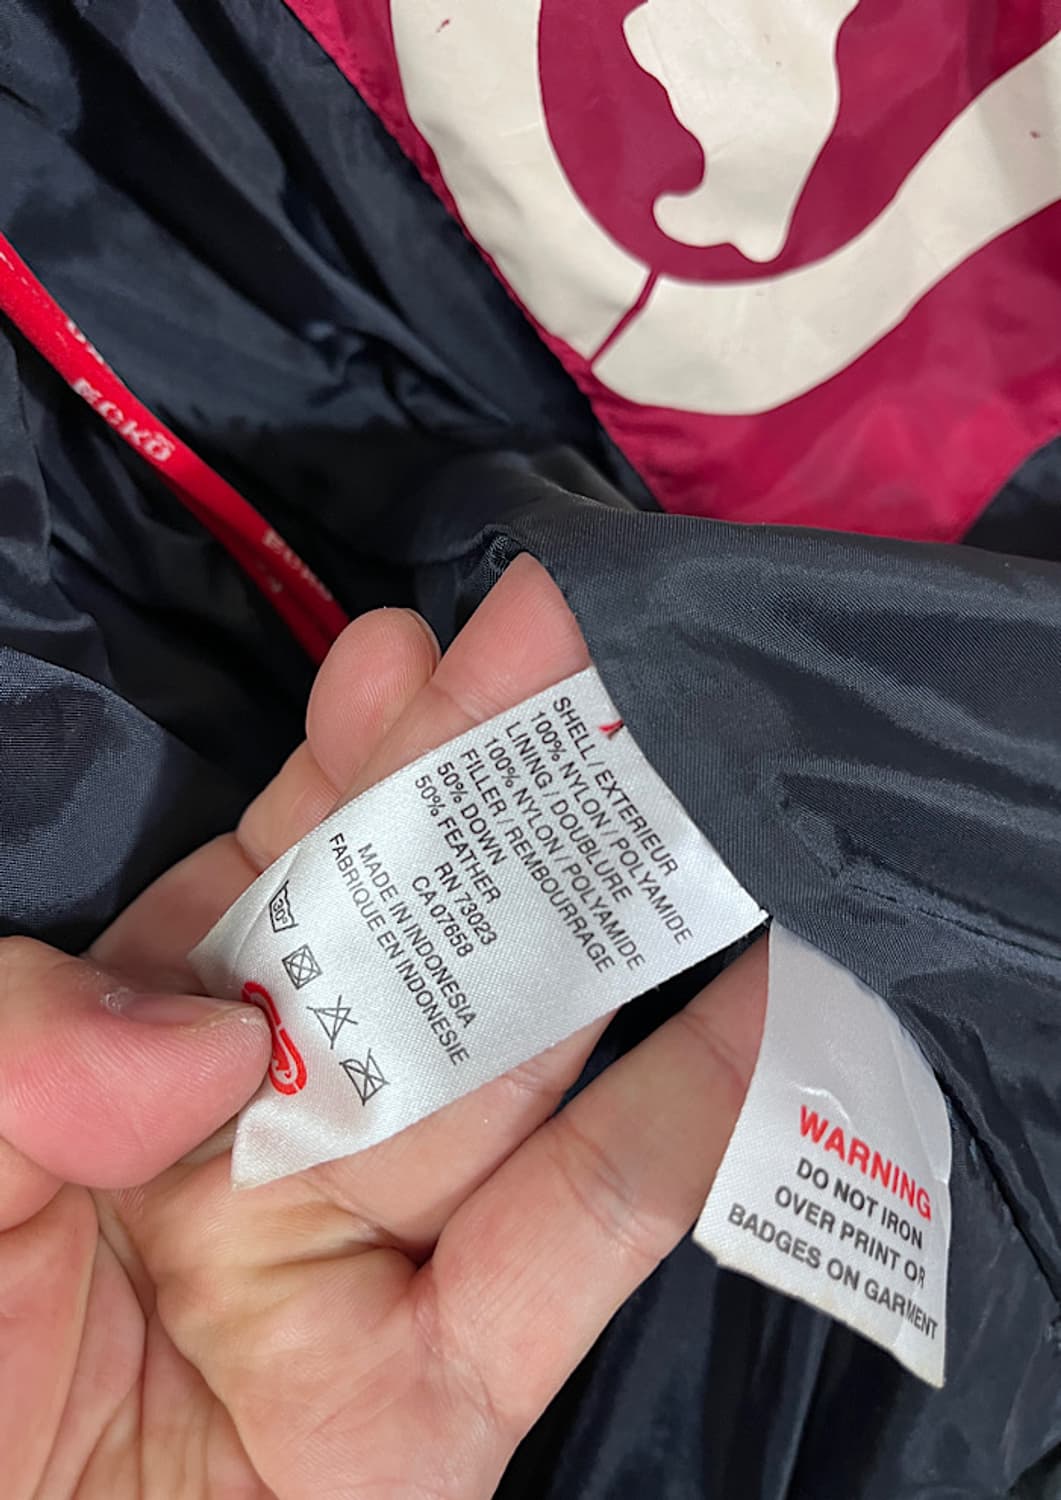 ECKŌ
SHELL / EXTERIEUR
100% NYLON / POLYAMIDE
LINING / DOUBLURE
100% NYLON / POLYAMIDE
FILLER / REMBOURRAGE
50% DOWN
50% FEATHER
RN 73023
CA 07658
MADE IN INDONESIA
FABRIQUE EN INDONESIE
30°
WARNING
DO NOT IRON
OVER PRINT OR
BADGES ON GARMENT